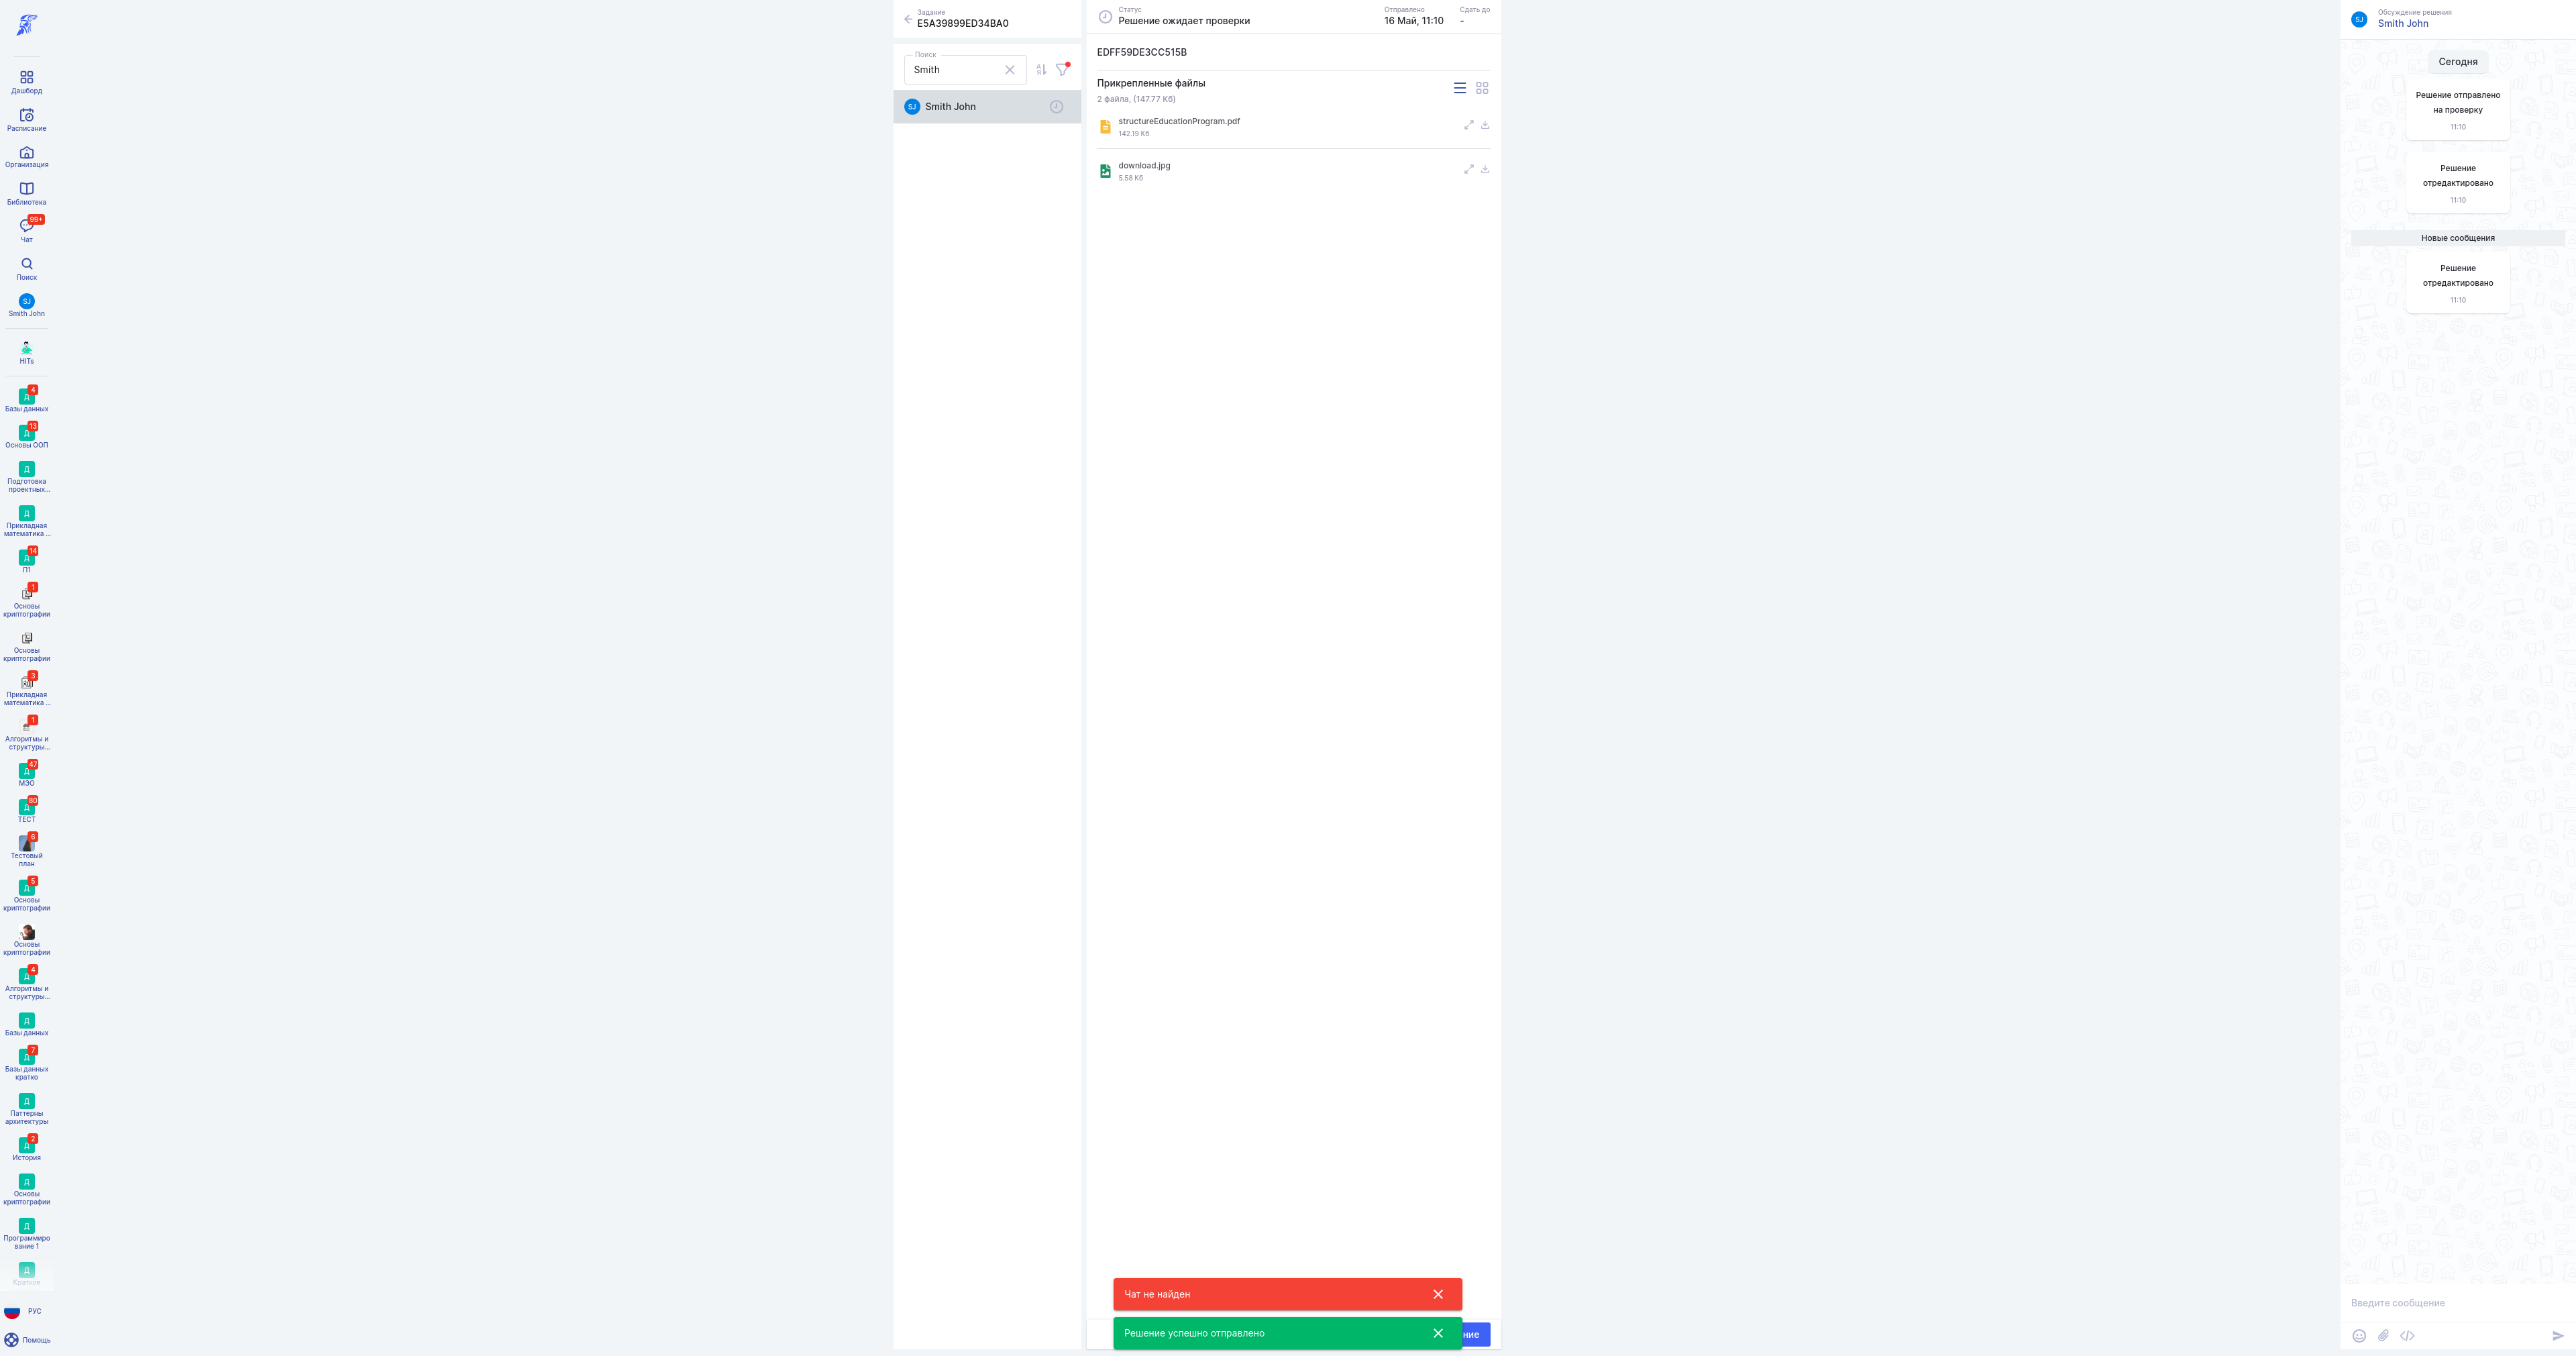 Дашборд
Расписание
Организация
Библиотека
99+
Чат
Поиск
SJ
Smith John
HITs
4
Д
Базы данных
13
Д
Основы ООП
Д
Подготовка
проектных...
Д
Прикладная
математика ...
14
Д
П1
1
Основы
криптографии
Основы
криптографии
3
Прикладная
математика ...
1
Алгоритмы и
структуры...
47
Д
МЭО
80
Д
ТЕСТ
6
Тестовый
план
5
Д
Основы
криптографии
Основы
криптографии
4
Д
Алгоритмы и
структуры...
Д
Базы данных
7
Д
Базы данных
кратко
Д
Паттерны
архитектуры
2
Д
История
Д
Основы
криптографии
Д
Программиро
вание 1
Д
Краткое
РУС
Помощь
Задание
E5A39899ED34BA0
Поиск
Smith
SJ
Smith John
Статус
Решение ожидает проверки
Отправлено
16 Май, 11:10
Сдать до
-
EDFF59DE3CC515B
Прикрепленные файлы
2 файла, (147.77 Кб)
structureEducationProgram.pdf
142.19 Кб
download.jpg
5.58 Кб
Чат не найден
Решение успешно отправлено
ние
SJ
Обсуждение решения
Smith John
Сегодня
Решение отправлено
на проверку
11:10
Решение
отредактировано
11:10
Новые сообщения
Решение
отредактировано
11:10
Введите сообщение